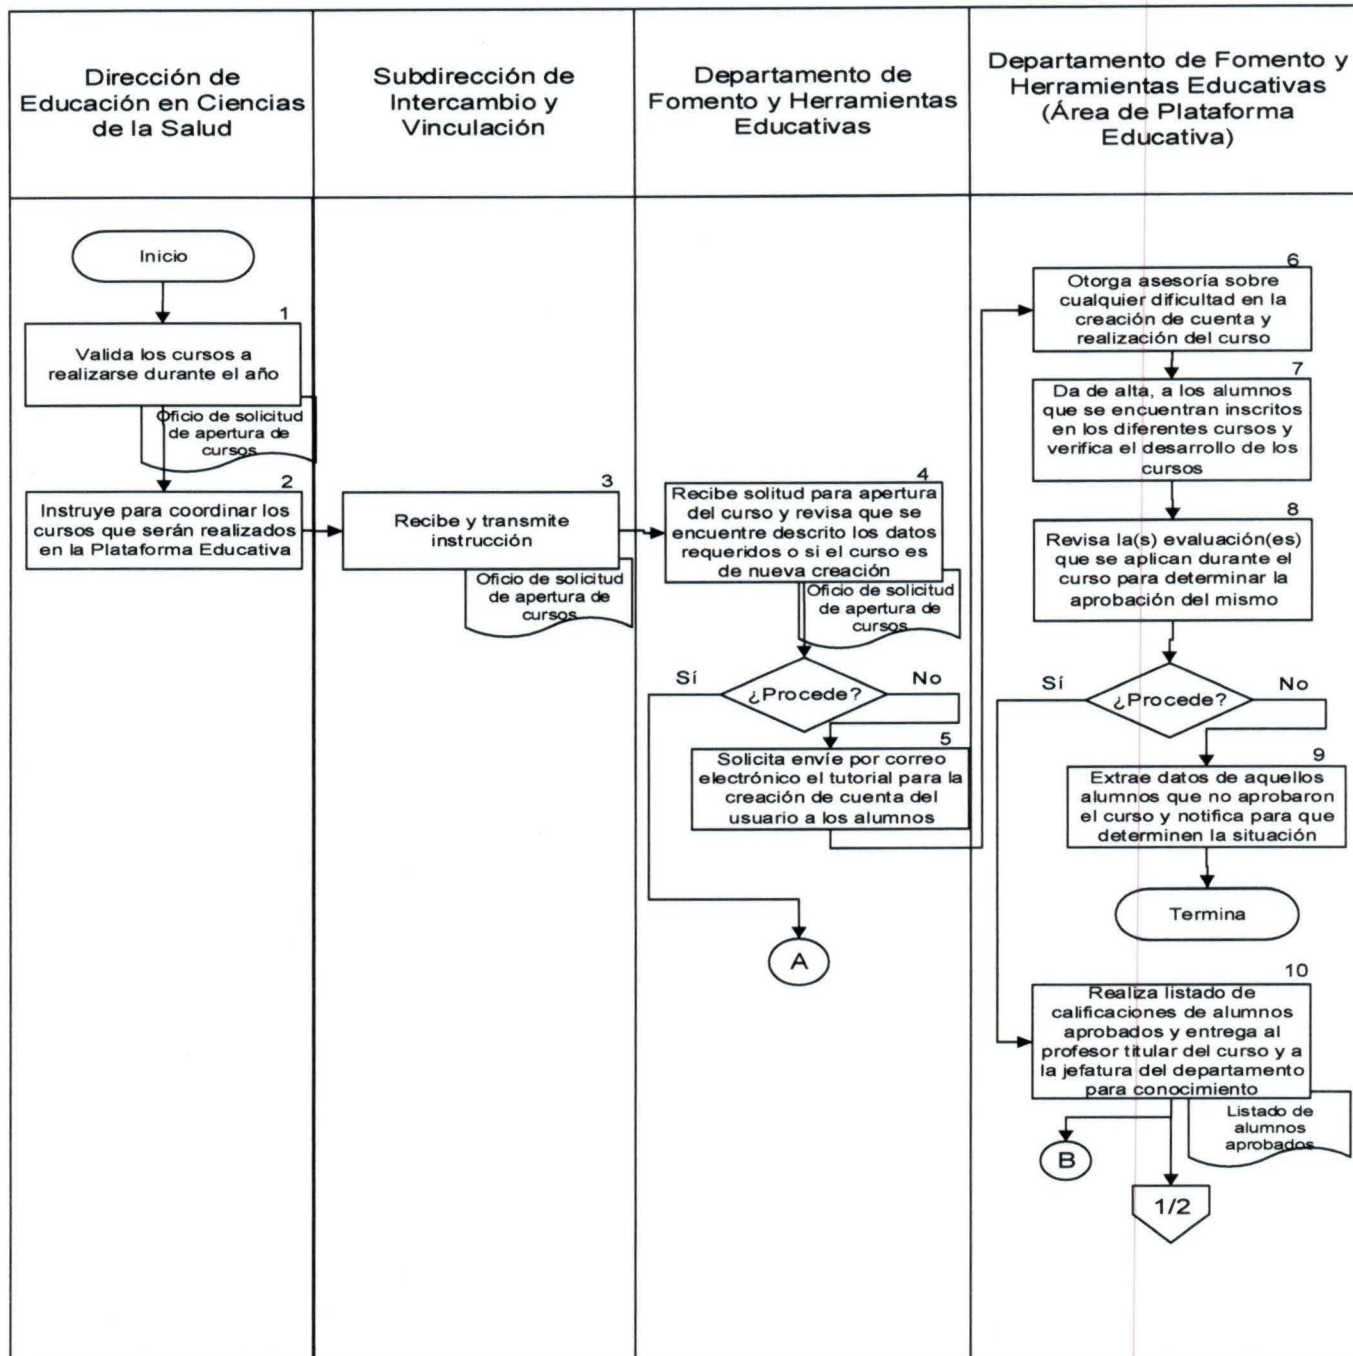 Dirección de
Educación en Ciencias
de la Salud
Subdirección de
Intercambio y
Vinculación
Departamento de
Fomento y Herramientas
Educativas
Departamento de Fomento y
Herramientas Educativas
(Área de Plataforma
Educativa)
Inicio
1
Valida los cursos a
realizarse durante el año
Oficio de solicitud
de apertura de
cursos
2
Instruye para coordinar los
cursos que serán realizados
en la Plataforma Educativa
3
Recibe y transmite
instrucción
Oficio de solicitud
de apertura de
cursos
4
Recibe solitud para apertura
del curso y revisa que se
encuentre descrito los datos
requeridos o si el curso es
de nueva creación
Oficio de solicitud
de apertura de
cursos
Sí
¿Procede?
No
5
Solicita envíe por correo
electrónico el tutorial para la
creación de cuenta del
usuario a los alumnos
A
6
Otorga asesoría sobre
cualquier dificultad en la
creación de cuenta y
realización del curso
7
Da de alta, a los alumnos
que se encuentran inscritos
en los diferentes cursos y
verifica el desarrollo de los
cursos
8
Revisa la(s) evaluación(es)
que se aplican durante el
curso para determinar la
aprobación del mismo
Sí
¿Procede?
No
9
Extrae datos de aquellos
alumnos que no aprobaron
el curso y notifica para que
determinen la situación
Termina
10
Realiza listado de
calificaciones de alumnos
aprobados y entrega al
profesor titular del curso y a
la jefatura del departamento
para conocimiento
Listado de
alumnos
aprobados
B
1/2